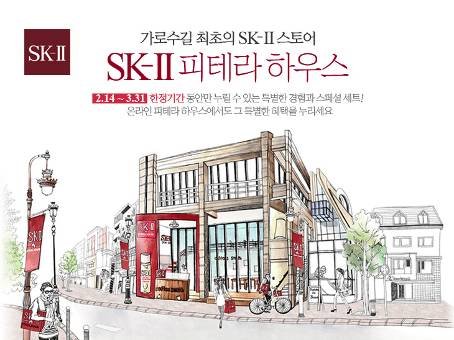 SK-II
가로수길 최초의 SK-II 스토어
SK-II 피테라 하우스
2.14 ~ 3.31 한정기간 동안만 누릴 수 있는 특별한 경험과 스페셜 세트!
온라인 피테라 하우스에서도 그 특별한 혜택을 누리세요
SK-II
SK-II